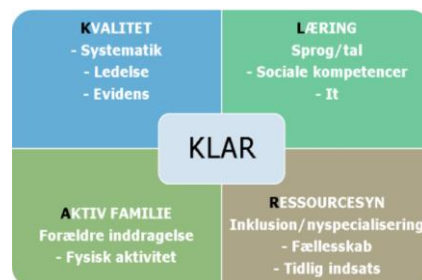 KVALITET
- Systematik
- Ledelse
- Evidens
LÆRING
Sprog/tal
- Sociale kompetencer
- It
KLAR
AKTIV FAMILIE
Forældre inddragelse
- Fysisk aktivitet
RESSOURCESYN
Inklusion/nyspecialisering
- Fællesskab
- Tidlig indsats